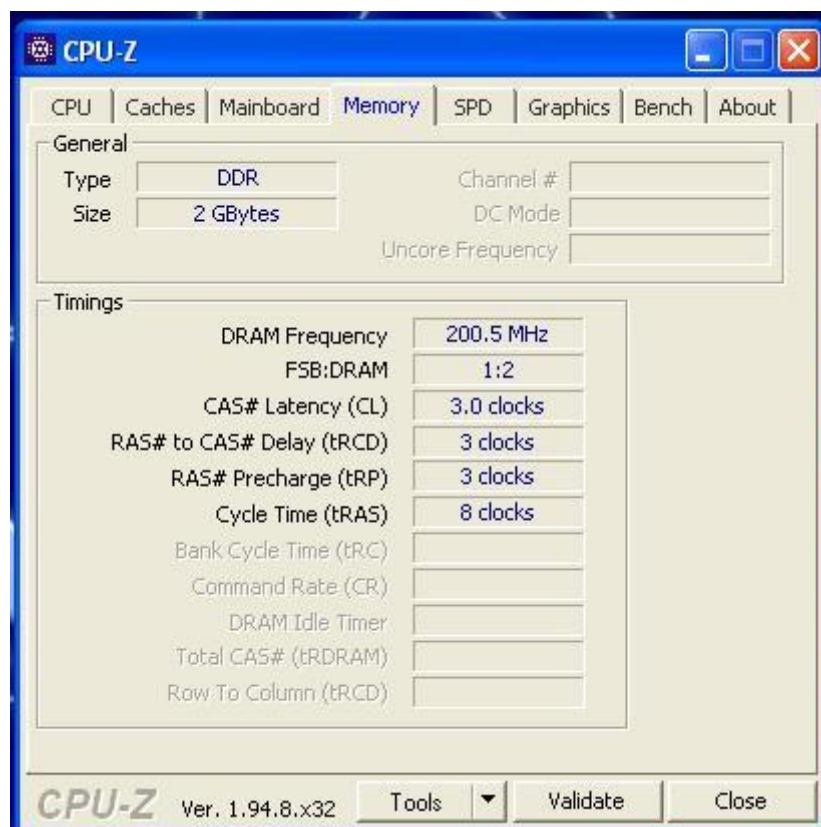 CPU-Z
CPU Caches Mainboard Memory SPD Graphics Bench About
General
Type DDR Channel #
Size 2 GBytes DC Mode
Uncore Frequency
Timings
DRAM Frequency 200.5 MHz
FSB:DRAM 1:2
CAS# Latency (CL) 3.0 clocks
RAS# to CAS# Delay (tRCD) 3 clocks
RAS# Precharge (tRP) 3 clocks
Cycle Time (tRAS) 8 clocks
Bank Cycle Time (tRC)
Command Rate (CR)
DRAM Idle Timer
Total CAS# (tRDRAM)
Row To Column (tRCD)
CPU-Z Ver. 1.94.8.x32 Tools Validate Close